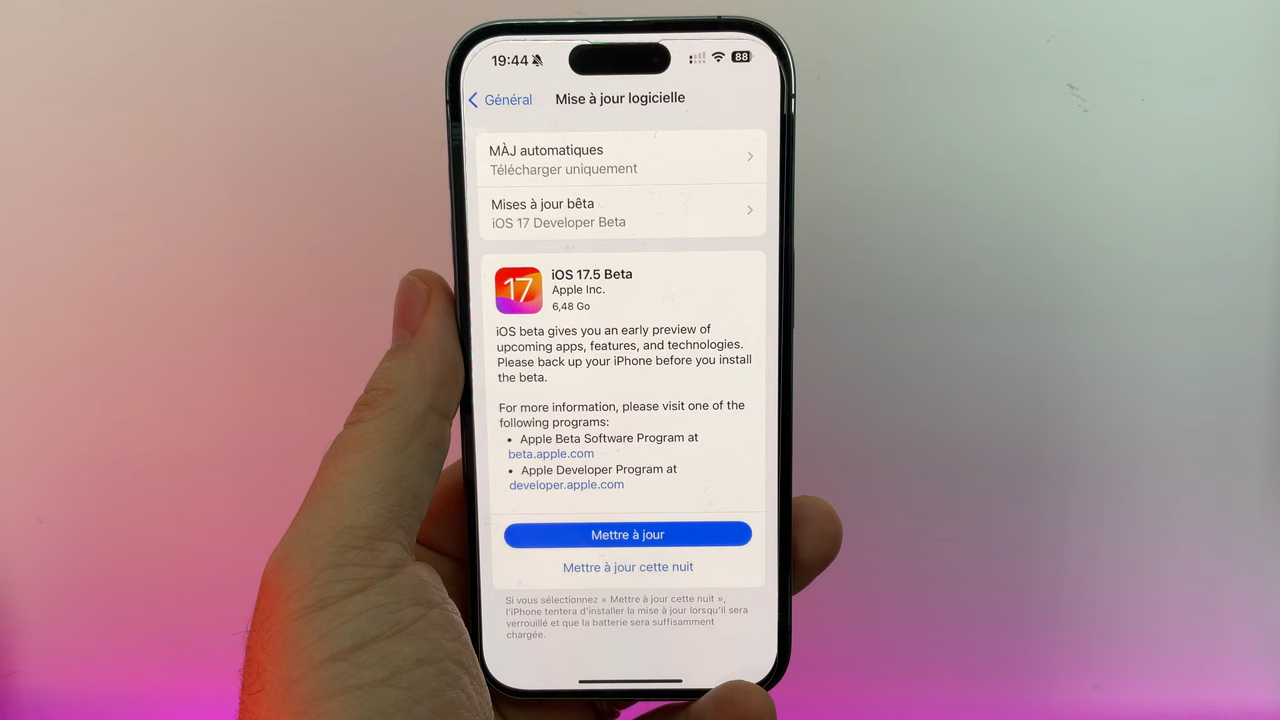 19:44
88
Général
Mise à jour logicielle
MÀJ automatiques
Télécharger uniquement
Mises à jour bêta
iOS 17 Developer Beta
17
iOS 17.5 Beta
Apple Inc.
6,48 Go
iOS beta gives you an early preview of
upcoming apps, features, and technologies.
Please back up your iPhone before you install
the beta.
For more information, please visit one of the
following programs:
• Apple Beta Software Program at
beta.apple.com
• Apple Developer Program at
developer.apple.com
Mettre à jour
Mettre à jour cette nuit
Si vous sélectionnez « Mettre à jour cette nuit »,
l'iPhone tentera d'installer la mise à jour lorsqu'il sera
verrouillé et que la batterie sera suffisamment
chargée.